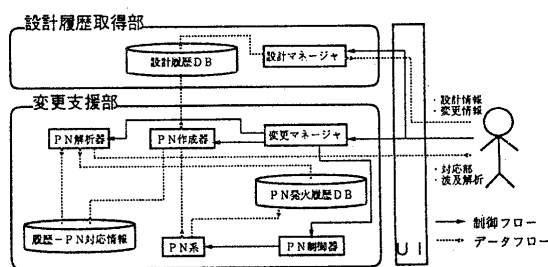 設計履歴取得部
設計履歴DB
設計マネージャ
・設計情報
・変更情報
変更支援部
PN解析器
PN作成器
変更マネージャ
・対応部
・波及解析
PN発火履歴DB
履歴－PN対応情報
PN系
PN制御器
UI
制御フロー
データフロー